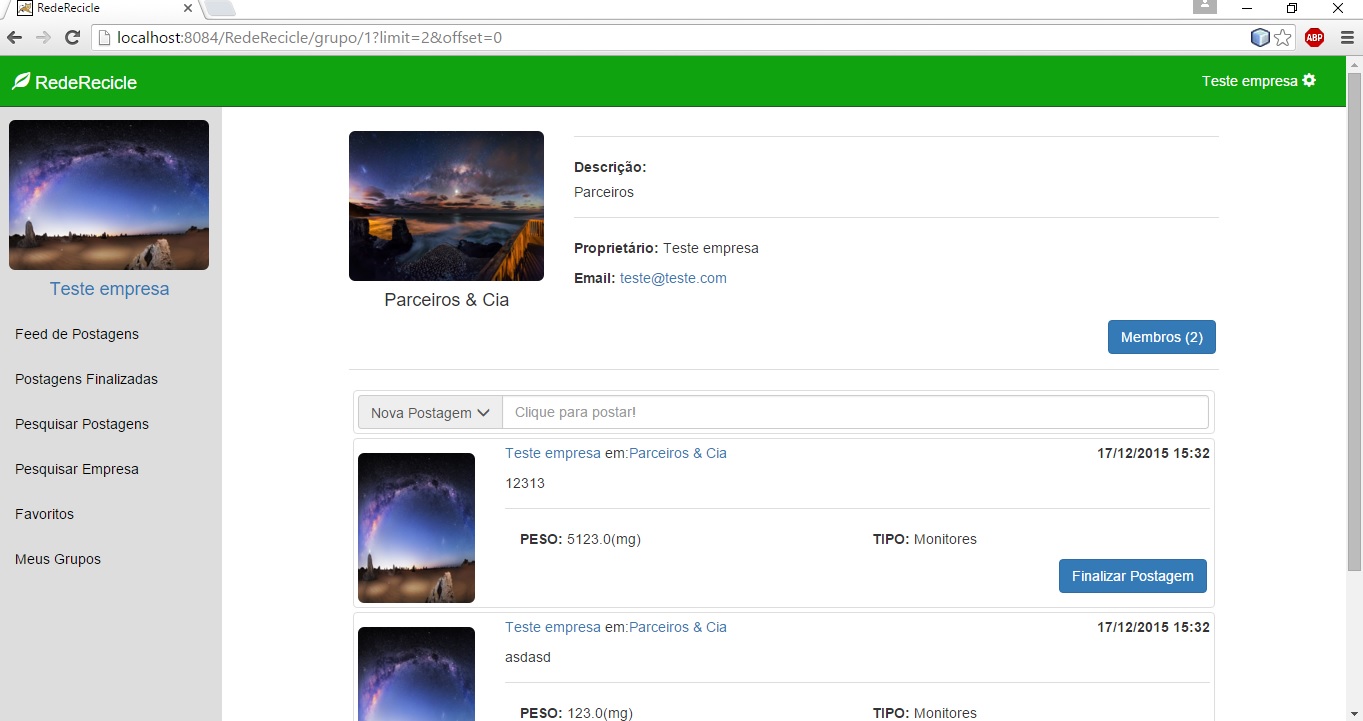 RedeRecicle
localhost:8084/RedeRecicle/grupo/1?limit=2&offset=0
ABP
RedeRecicle
Teste empresa
Teste empresa
Feed de Postagens
Postagens Finalizadas
Pesquisar Postagens
Pesquisar Empresa
Favoritos
Meus Grupos
Parceiros & Cia
Descrição:
Parceiros
Proprietário: Teste empresa
Email: teste@teste.com
Membros (2)
Nova Postagem
Clique para postar!
Teste empresa em:Parceiros & Cia
17/12/2015 15:32
12313
PESO: 5123.0(mg)
TIPO: Monitores
Finalizar Postagem
Teste empresa em:Parceiros & Cia
17/12/2015 15:32
asdasd
PESO: 123.0(mg)
TIPO: Monitores